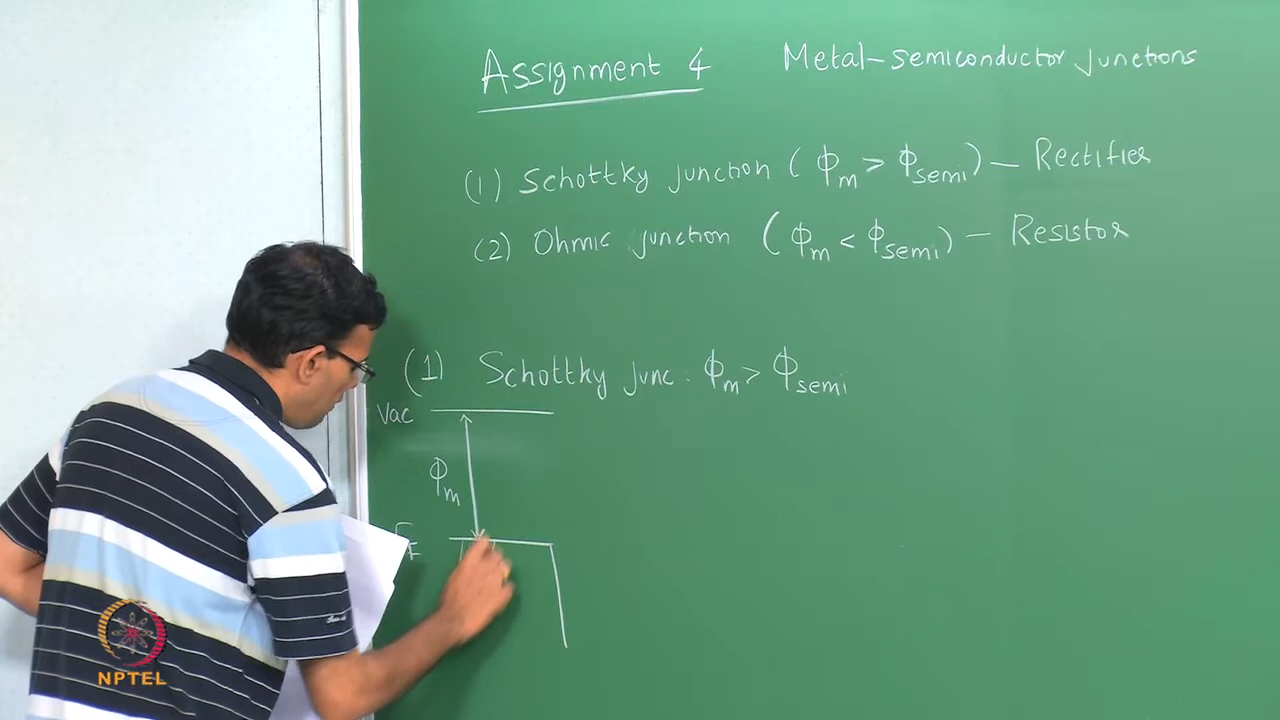 Assignment 4 Metal-semiconductor junctions
(1) Schottky junction (ϕm > ϕsemi) – Rectifier
(2) Ohmic junction (ϕm < ϕsemi) – Resistor
(1) Schottky junc. ϕm > ϕsemi
Vac
ϕm
EF
NPTEL